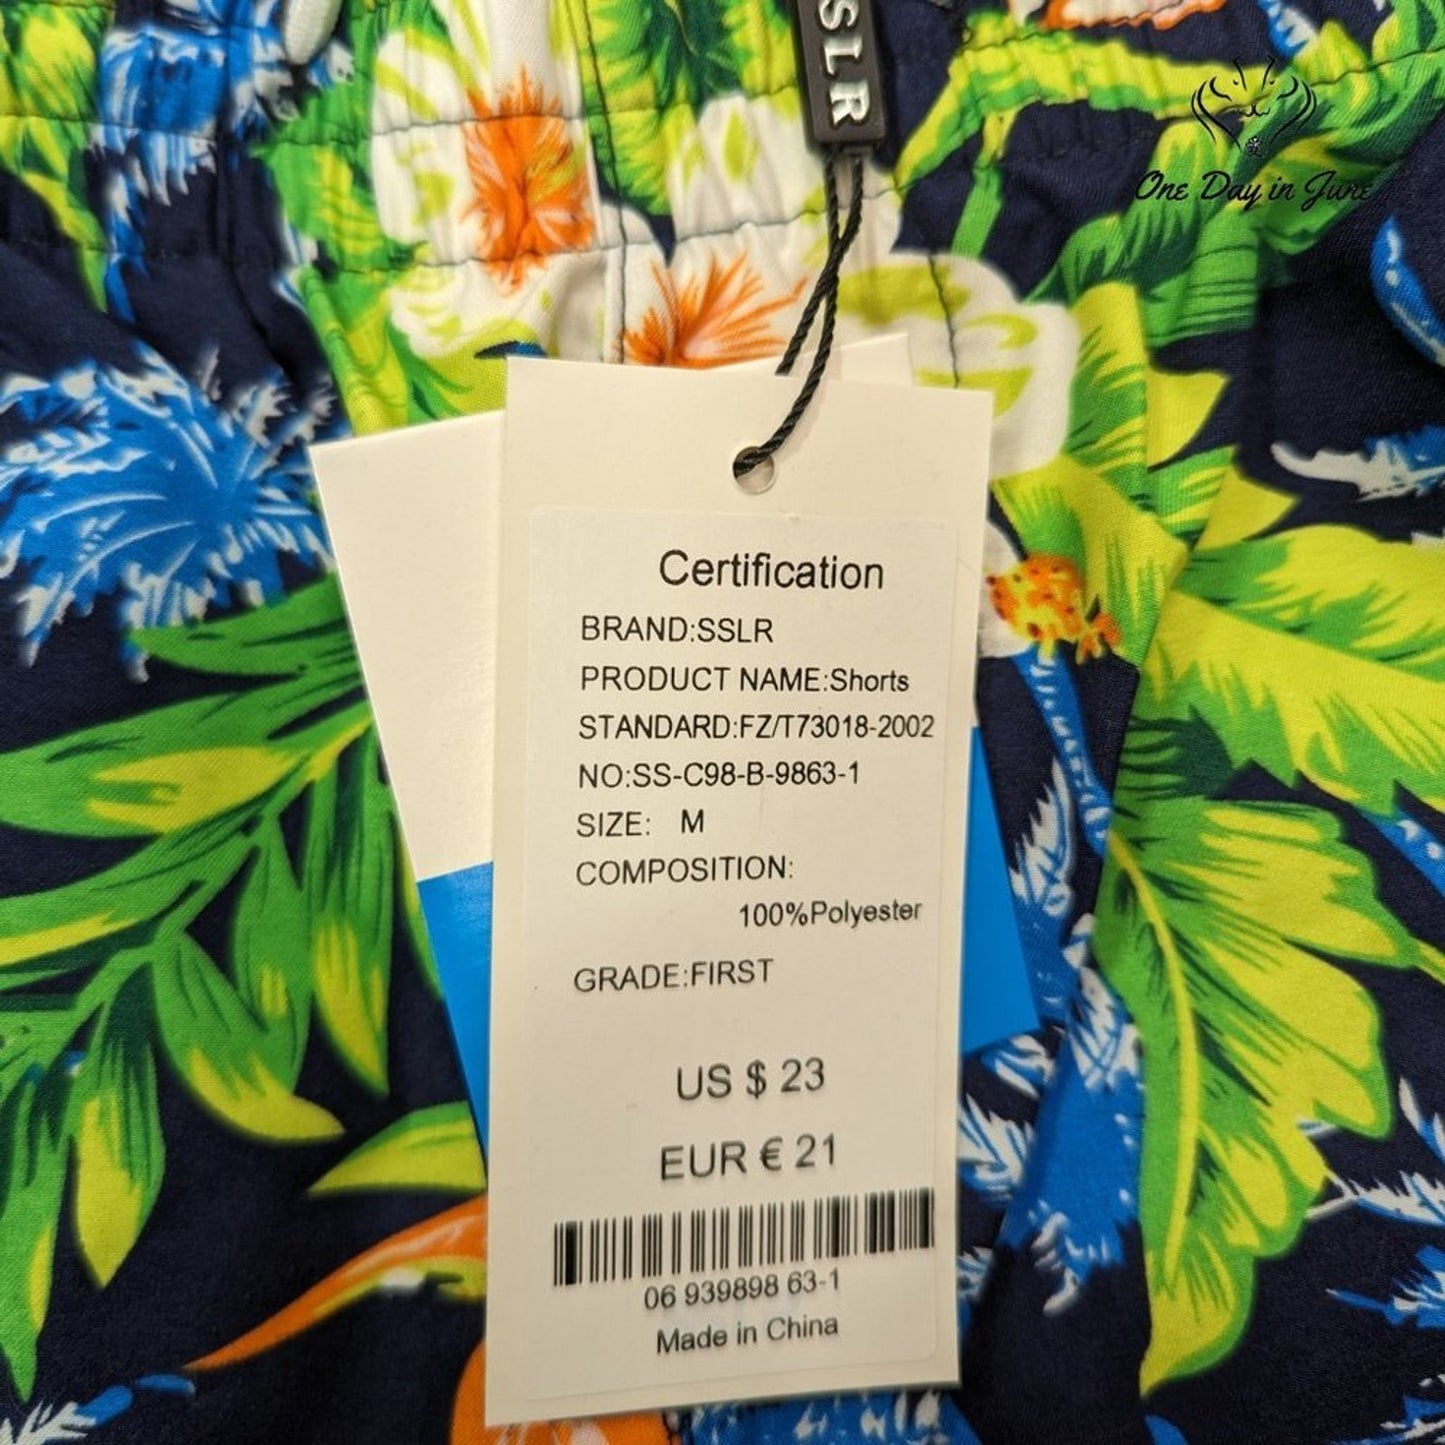 SSLR
One Day in June
Certification
BRAND:SSLR
PRODUCT NAME:Shorts
STANDARD:FZ/T73018-2002
NO:SS-C98-B-9863-1
SIZE: M
COMPOSITION:
100%Polyester
GRADE:FIRST
US $ 23
EUR € 21
06 939898 63-1
Made in China